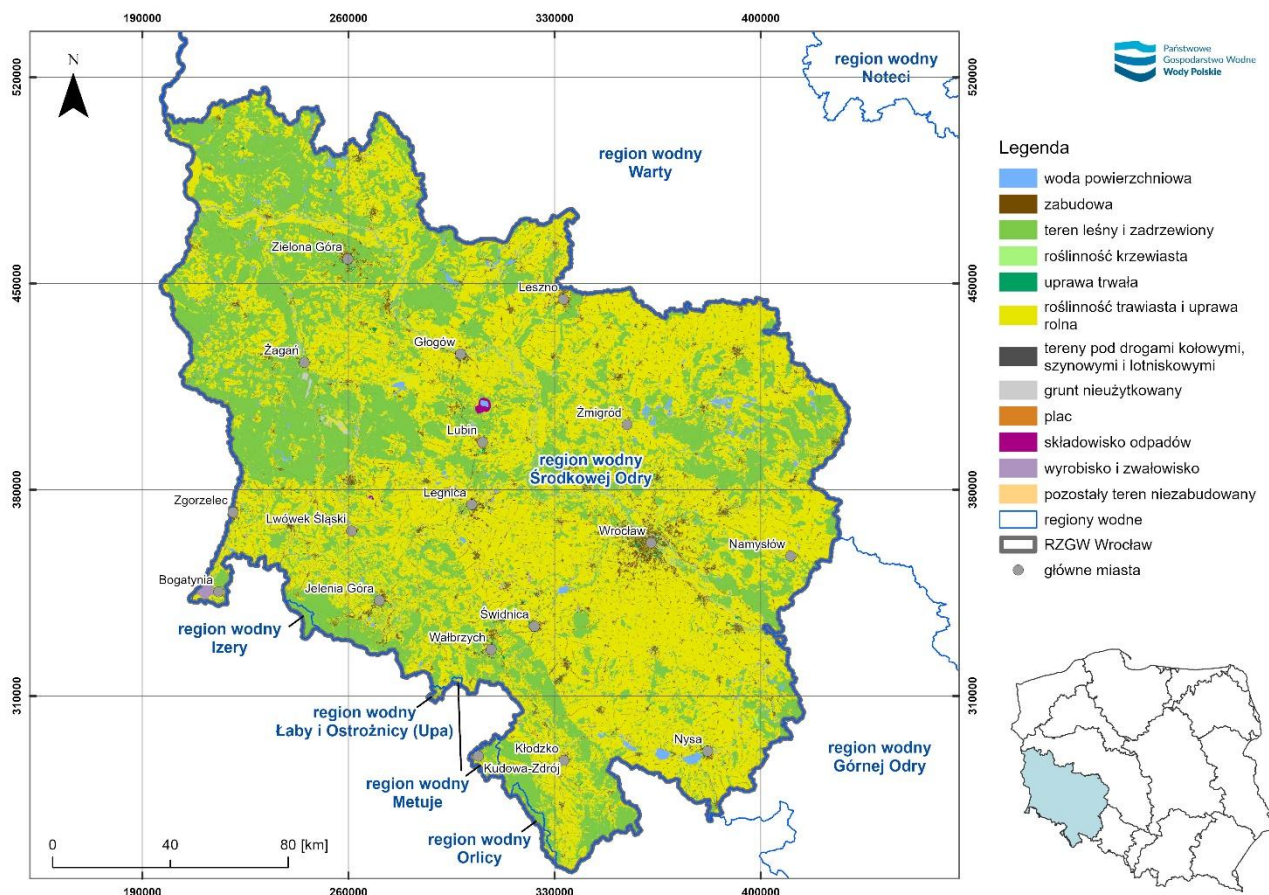 190000
260000
330000
400000
520000
450000
380000
310000
520000
450000
380000
310000
N
region wodny
Noteci
region wodny
Warty
Zielona Góra
Leszno
Głogów
Żagań
Żmigród
Lubin
region wodny
Środkowej Odry
Zgorzelec
Legnica
Lwówek Śląski
Wrocław
Namysłów
Bogatynia
Jelenia Góra
region wodny
Izery
Świdnica
Wałbrzych
region wodny
Łaby i Ostrożnicy (Upa)
Nysa
Kłodzko
Kudowa-Zdrój
region wodny
Metuje
region wodny
Górnej Odry
region wodny
Orlicy
0
40
80 [km]
190000
260000
330000
400000
Państwowe
Gospodarstwo Wodne
Wody Polskie
Legenda
woda powierzchniowa
zabudowa
teren leśny i zadrzewiony
roślinność krzewiasta
uprawa trwała
roślinność trawiasta i uprawa
rolna
tereny pod drogami kołowymi,
szynowymi i lotniskowymi
grunt nieużytkowany
plac
składowisko odpadów
wyrobisko i zwałowisko
pozostały teren niezabudowany
regiony wodne
RZGW Wrocław
główne miasta